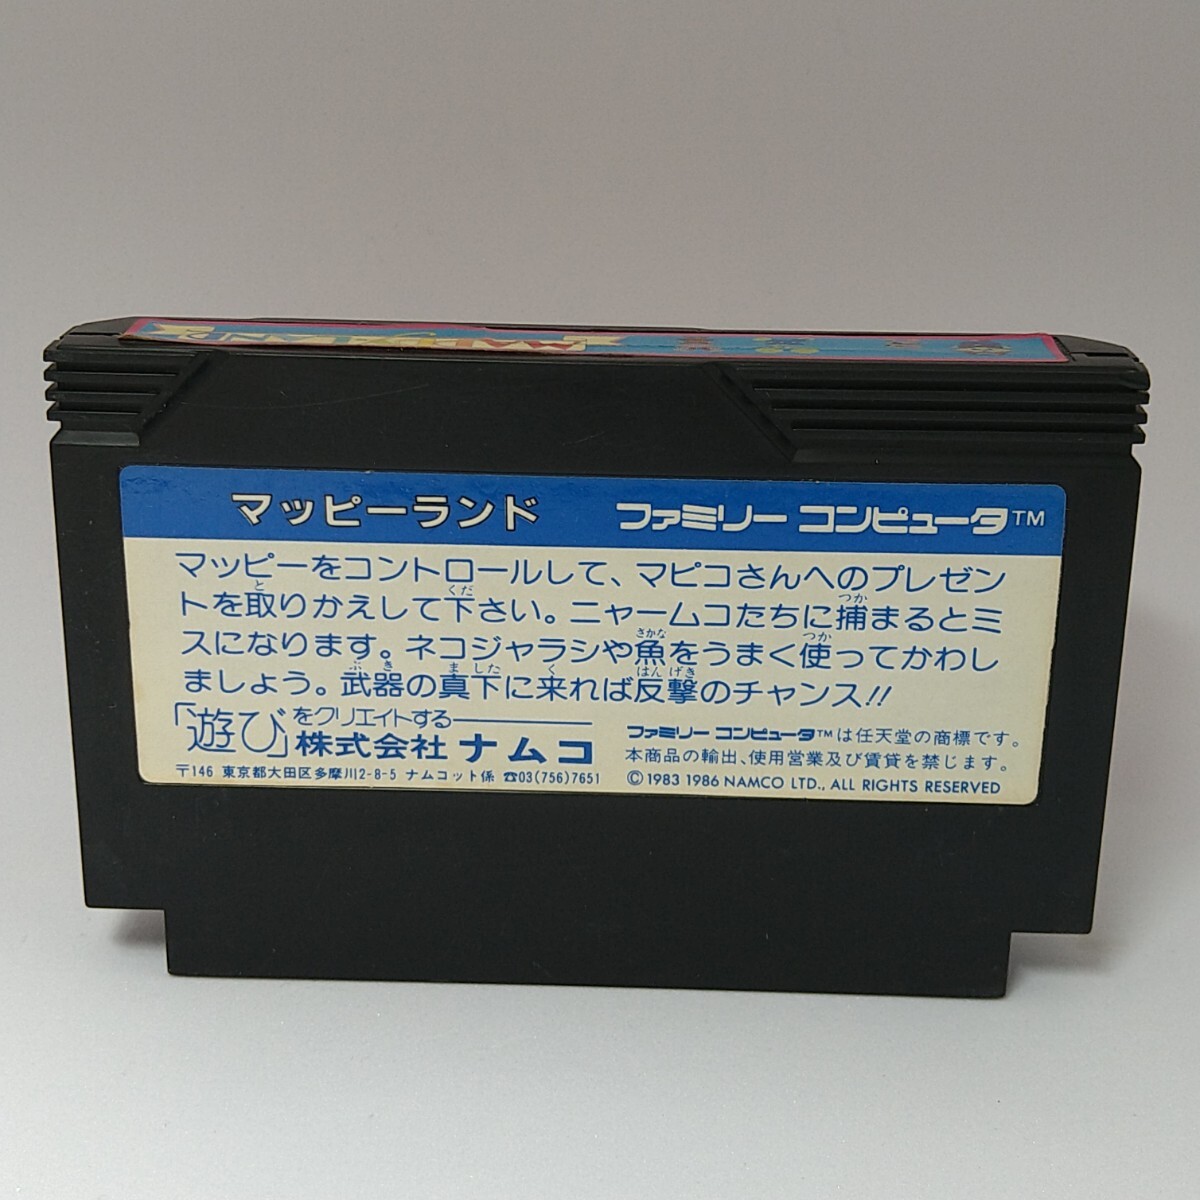 MAPPY-LAND
マッピーランド ファミリー コンピュータ™
マッピーをコントロールして、マピコさんへのプレゼン
トを取りかえして下さい。ニャームコたちに捕まるとミ
スになります。ネコジャラシや魚をうまく使ってかわし
ましょう。武器の真下に来れば反撃のチャンス!!
「遊び」をクリエイトする
株式会社 ナムコ
〒146 東京都大田区多摩川2-8-5 ナムコット係 ☎03(756)7651
ファミリー コンピュータ™は任天堂の商標です。
本商品の輸出、使用営業及び賃貸を禁じます。
©1983 1986 NAMCO LTD., ALL RIGHTS RESERVED